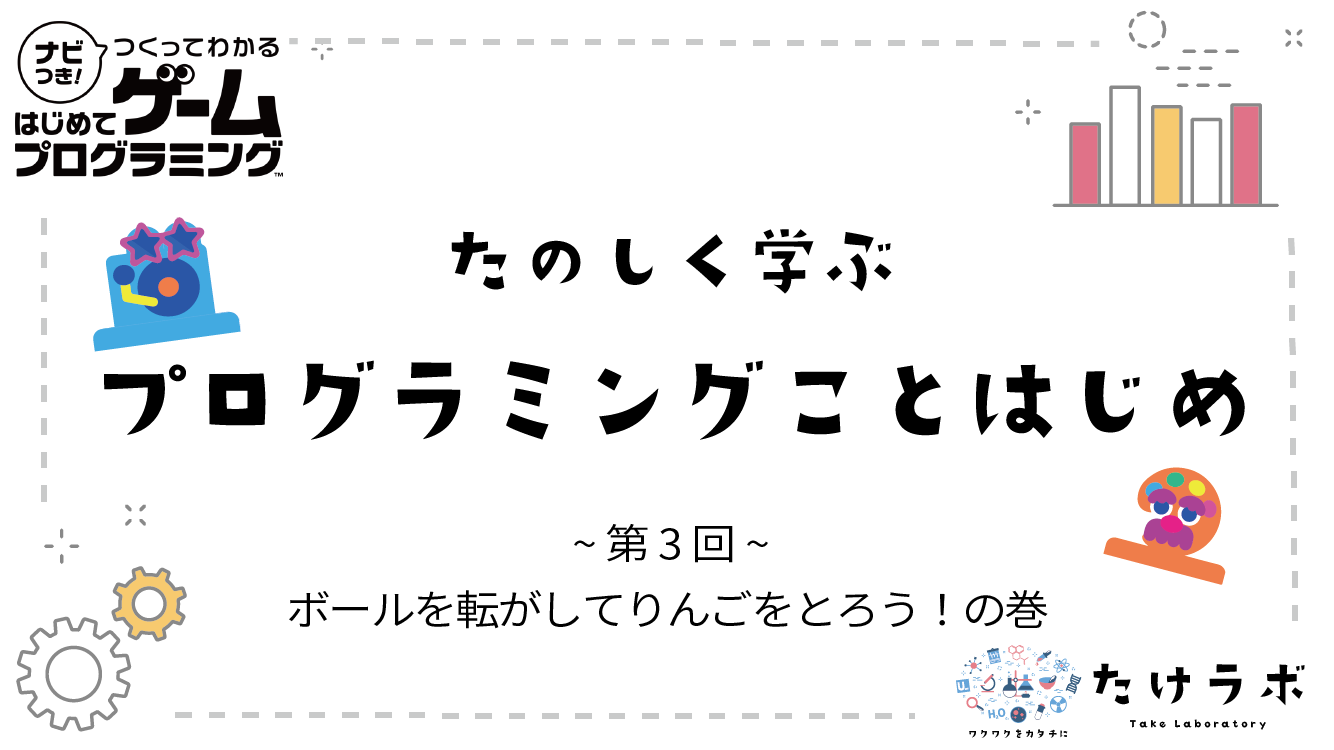 ナビ
つき!
つくってわかる
はじめて
ゲーム
プログラミング™
たのしく学ぶ
プログラミングことはじめ
~第３回~
ボールを転がしてりんごをとろう！の巻
H₂O
ワクワクをカタチに
たけラボ
Take Laboratory